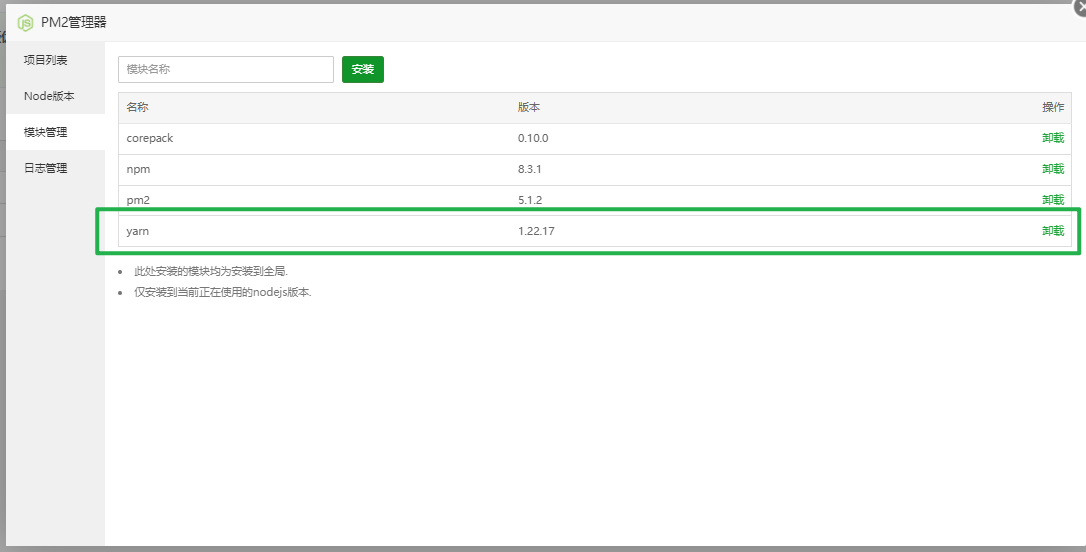 PM2管理器
项目列表
Node版本
模块管理
日志管理
模块名称 安装
名称 版本 操作
corepack 0.10.0 卸载
npm 8.3.1 卸载
pm2 5.1.2 卸载
yarn 1.22.17 卸载
此处安装的模块均为安装到全局.
仅安装到当前正在使用的nodejs版本.